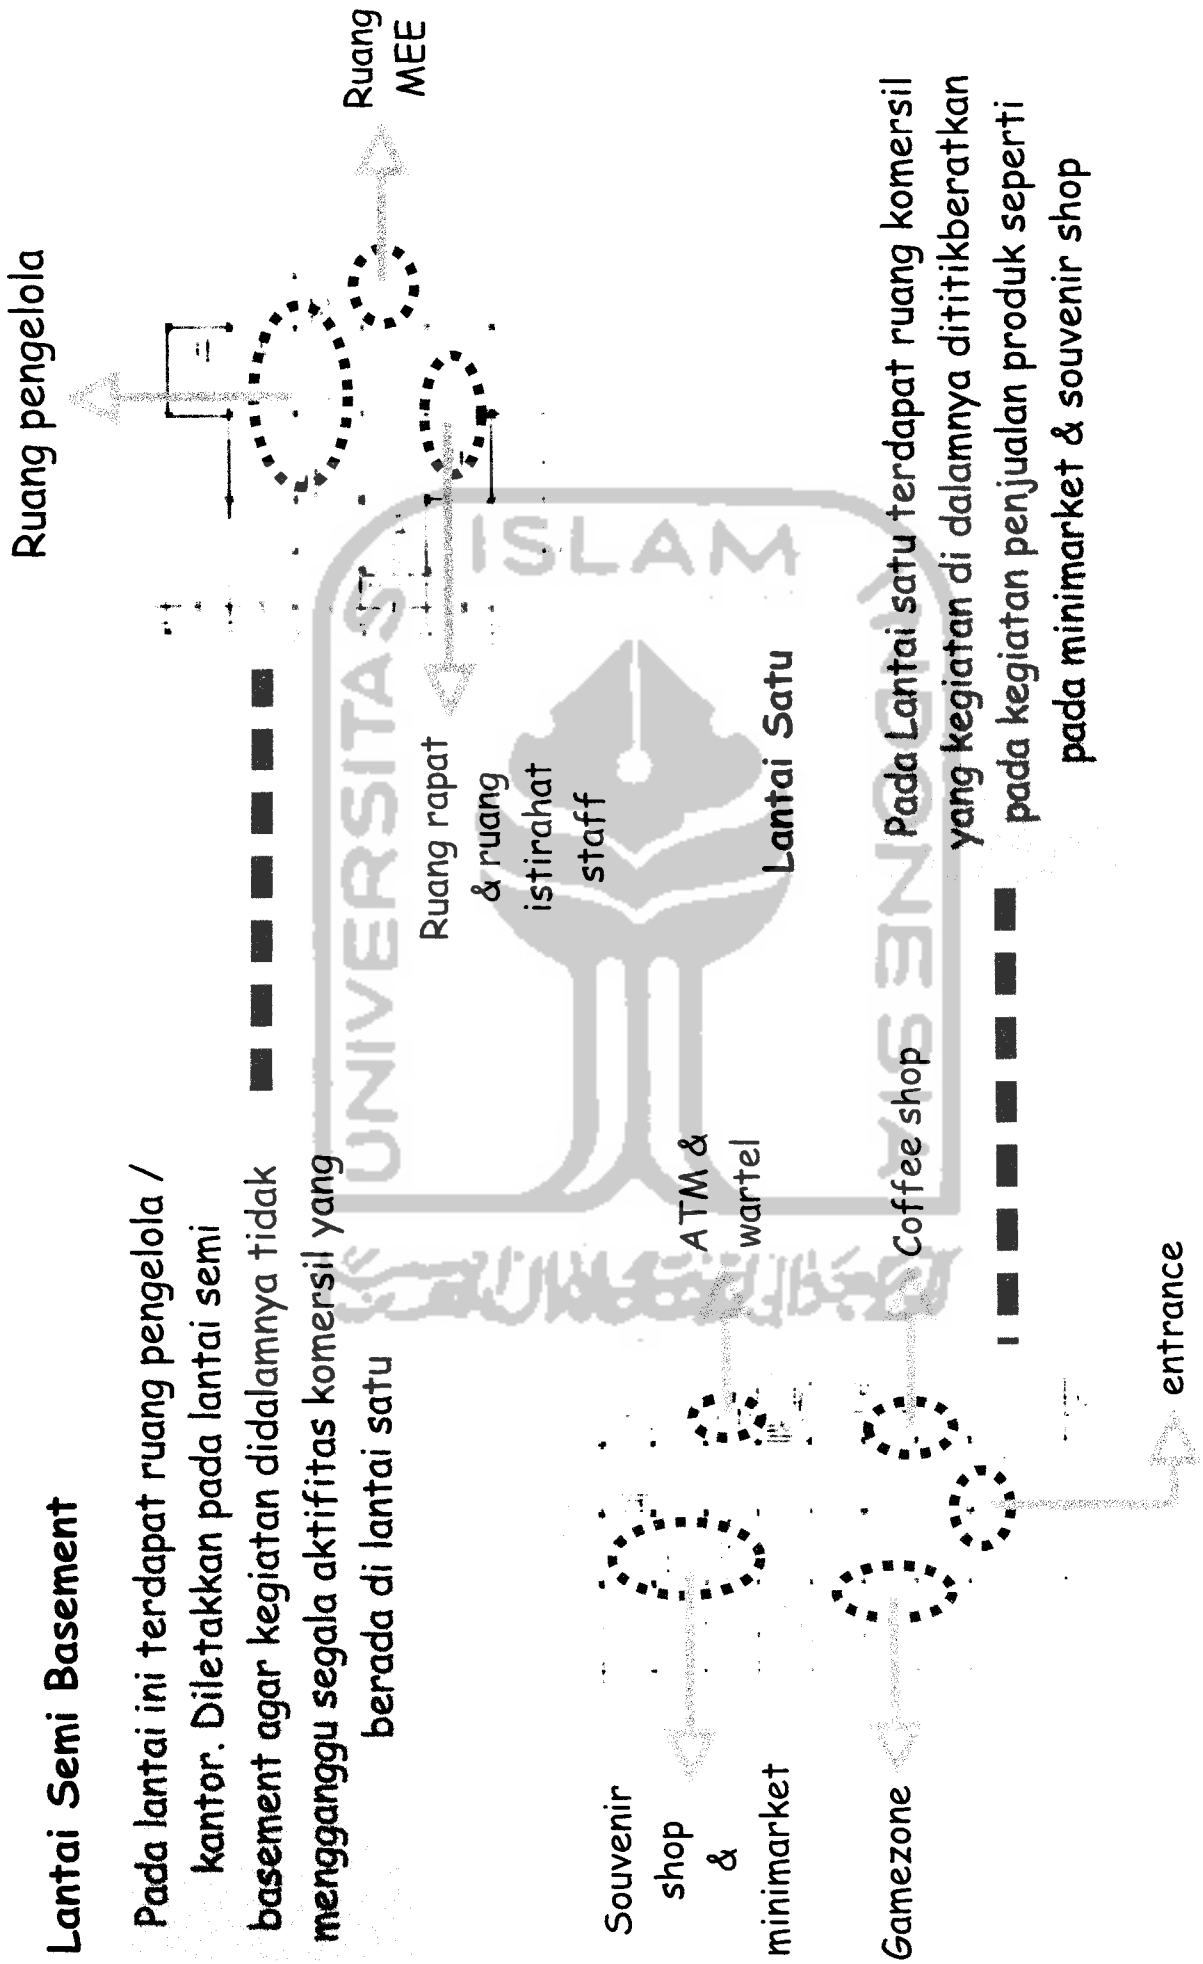 Lantai Semi Basement
Pada lantai ini terdapat ruang pengelola /
kantor. Diletakkan pada lantai semi
basement agar kegiatan didalamnya tidak
mengganggu segala aktifitas komersil yang
berada di lantai satu
Ruang pengelola
Ruang
MEE
Ruang rapat
& ruang
istirahat
staff
Lantai Satu
Souvenir
shop
&
minimarket
Gamezone
ATM &
wartel
Coffee shop
entrance
Pada Lantai satu terdapat ruang komersil
yang kegiatan di dalamnya dititikberatkan
pada kegiatan penjualan produk seperti
pada minimarket & souvenir shop
UNIVERSITAS
ISLAM
INDONESIA